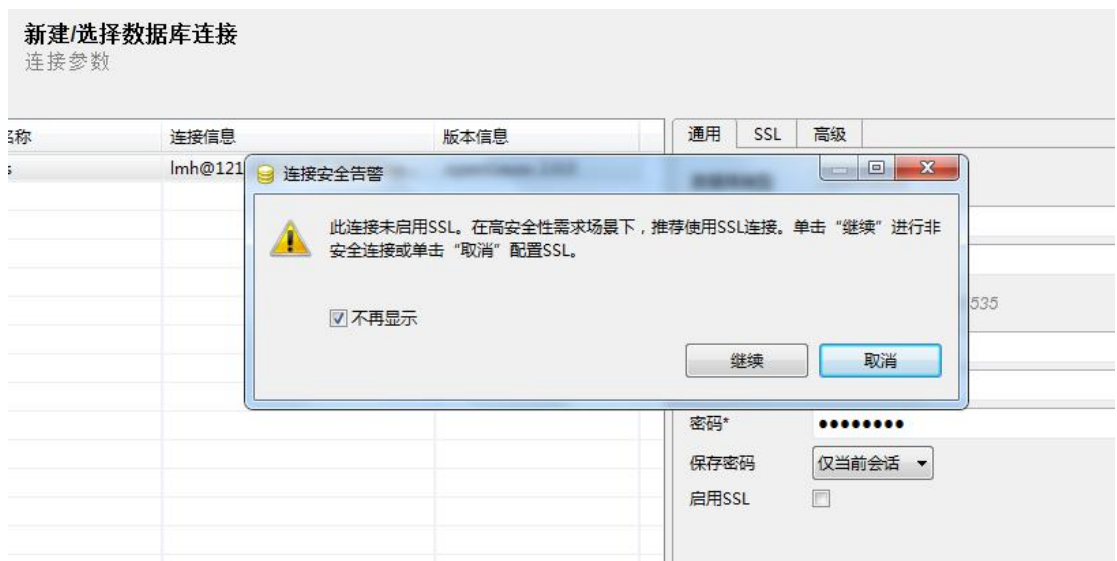 新建/选择数据库连接
连接参数
名称 连接信息 版本信息 通用 SSL 高级
lmh@121
连接安全告警
此连接未启用SSL。在高安全性需求场景下，推荐使用SSL连接。单击“继续”进行非
安全连接或单击“取消”配置SSL。
535
不再显示
继续 取消
密码*
保存密码 仅当前会话
启用SSL